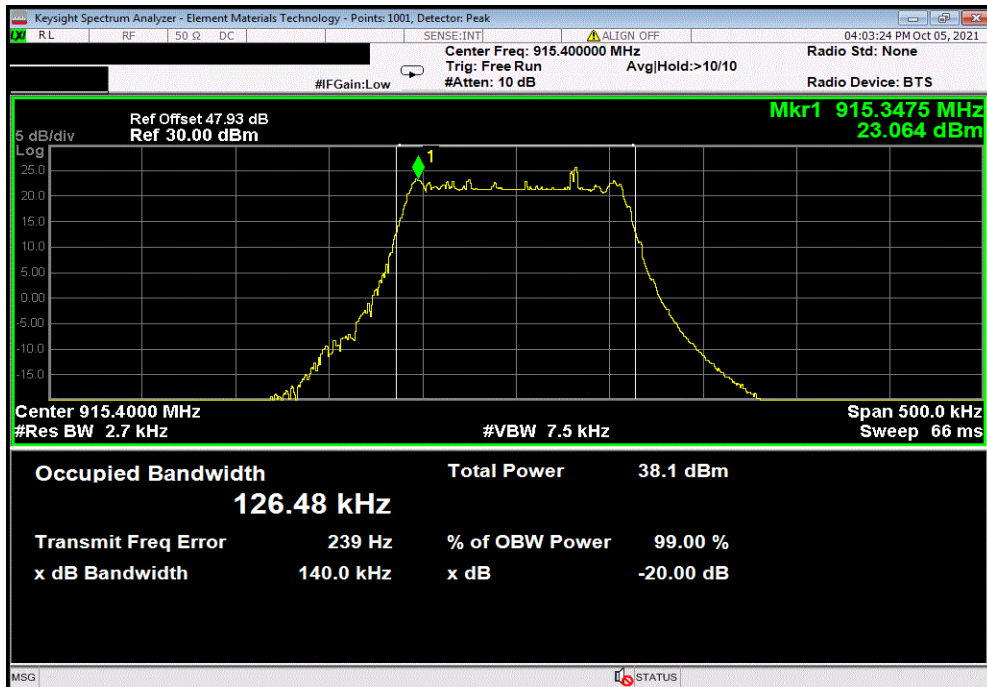 Keysight Spectrum Analyzer - Element Materials Technology - Points: 1001, Detector: Peak
LXI RL RF 50 Ω DC SENSE:INT ALIGN OFF 04:03:24 PM Oct 05, 2021
Center Freq: 915.400000 MHz Radio Std: None
Trig: Free Run Avg|Hold:>10/10
#IFGain:Low #Atten: 10 dB Radio Device: BTS
Mkr1 915.3475 MHz
23.064 dBm
Ref Offset 47.93 dB
5 dB/div Ref 30.00 dBm
Log
1
25.0
20.0
15.0
10.0
5.00
0.00
-5.00
-10.0
-15.0
Center 915.4000 MHz Span 500.0 kHz
#Res BW 2.7 kHz #VBW 7.5 kHz Sweep 66 ms
Occupied Bandwidth Total Power 38.1 dBm
126.48 kHz
Transmit Freq Error 239 Hz % of OBW Power 99.00 %
x dB Bandwidth 140.0 kHz x dB -20.00 dB
MSG STATUS